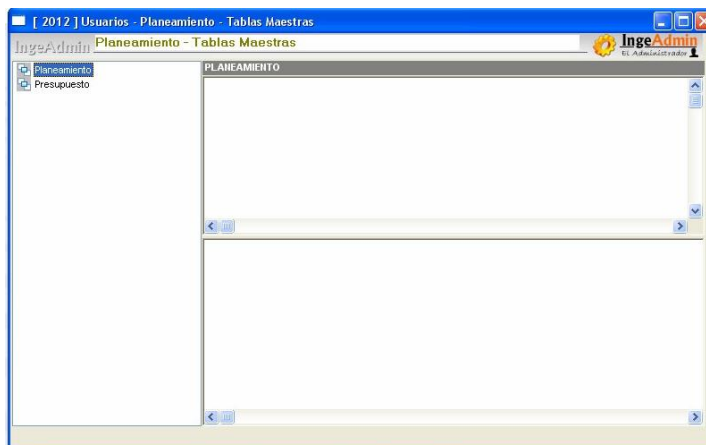 [ 2012 ] Usuarios - Planeamiento - Tablas Maestras
IngeAdmin Planeamiento - Tablas Maestras
IngeAdmin
El Administrador
Planeamiento
Presupuesto
PLANEAMIENTO